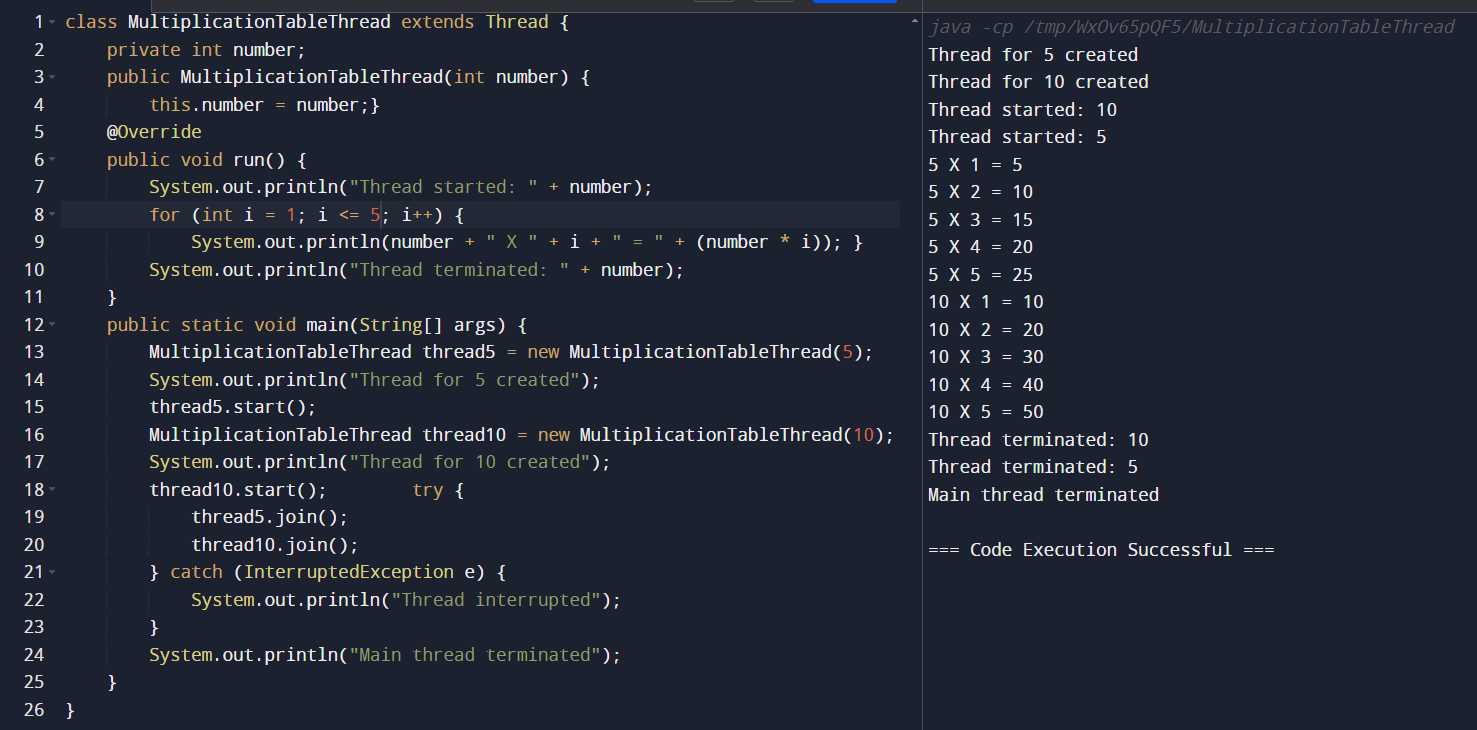 1 class MultiplicationTableThread extends Thread {
2     private int number;
3     public MultiplicationTableThread(int number) {
4         this.number = number;}
5     @Override
6     public void run() {
7         System.out.println("Thread started: " + number);
8         for (int i = 1; i <= 5; i++) {
9             System.out.println(number + " X " + i + " = " + (number * i)); }
10         System.out.println("Thread terminated: " + number);
11     }
12     public static void main(String[] args) {
13         MultiplicationTableThread thread5 = new MultiplicationTableThread(5);
14         System.out.println("Thread for 5 created");
15         thread5.start();
16         MultiplicationTableThread thread10 = new MultiplicationTableThread(10);
17         System.out.println("Thread for 10 created");
18         thread10.start();        try {
19             thread5.join();
20             thread10.join();
21         } catch (InterruptedException e) {
22             System.out.println("Thread interrupted");
23         }
24         System.out.println("Main thread terminated");
25     }
26 }
java -cp /tmp/WxOv65pQF5/MultiplicationTableThread
Thread for 5 created
Thread for 10 created
Thread started: 10
Thread started: 5
5 X 1 = 5
5 X 2 = 10
5 X 3 = 15
5 X 4 = 20
5 X 5 = 25
10 X 1 = 10
10 X 2 = 20
10 X 3 = 30
10 X 4 = 40
10 X 5 = 50
Thread terminated: 10
Thread terminated: 5
Main thread terminated
=== Code Execution Successful ===